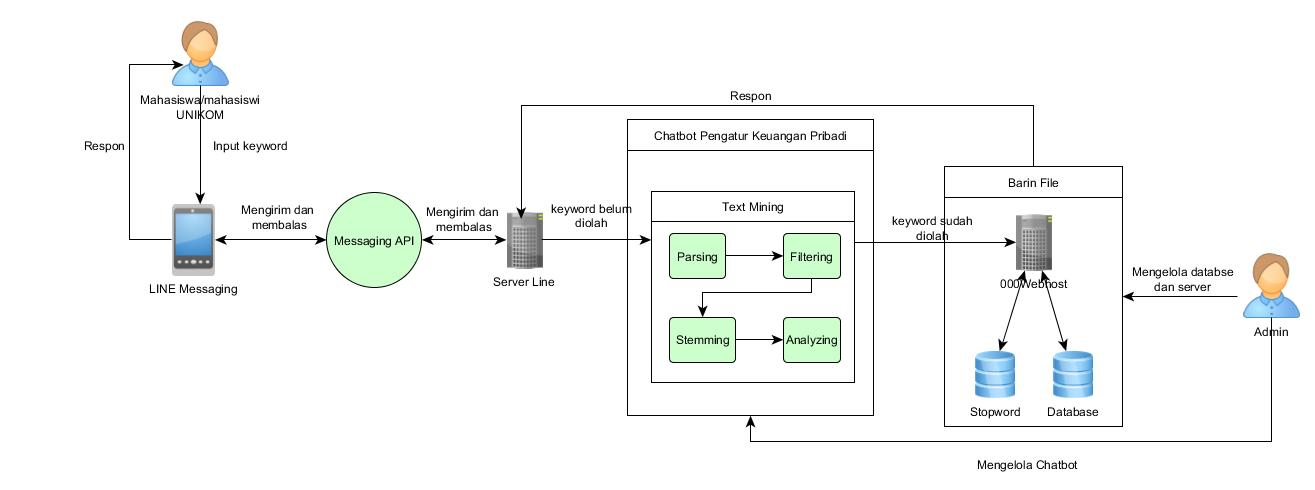 Mahasiswa/mahasiswi
UNIKOM
Respon
Input keyword
LINE Messaging
Mengirim dan
membalas
Messaging API
Mengirim dan
membalas
Server Line
Respon
keyword belum
diolah
Chatbot Pengatur Keuangan Pribadi
Text Mining
Parsing
Filtering
Stemming
Analyzing
keyword sudah
diolah
Barin File
000Webhost
Stopword
Database
Mengelola databse
dan server
Admin
Mengelola Chatbot